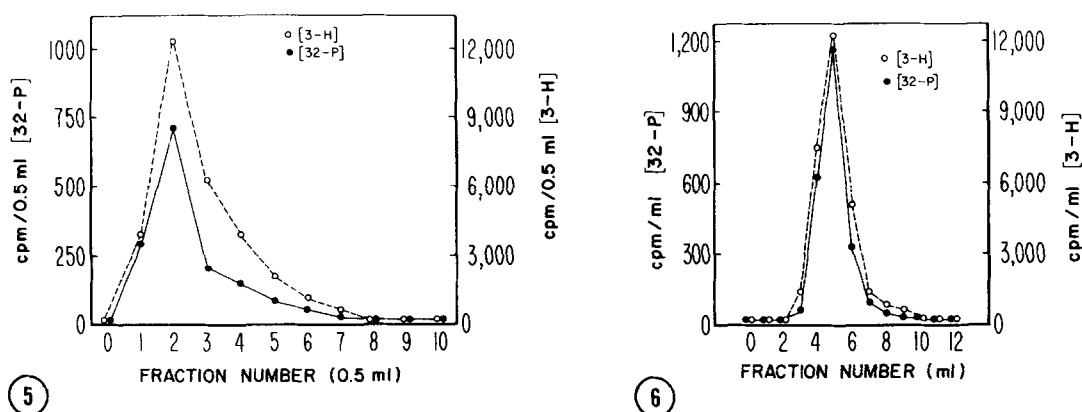 1000
750
500
250
0
cpm/0.5 ml [32-P]
[3-H]
[32-P]
12,000
9,000
6,000
3,000
0
cpm/0.5 ml [3-H]
0 1 2 3 4 5 6 7 8 9 10
FRACTION NUMBER (0.5 ml)
5
1,200
900
600
300
0
cpm/ml [32-P]
[3-H]
[32-P]
12,000
9,000
6,000
3,000
0
cpm/ml [3-H]
0 2 4 6 8 10 12
FRACTION NUMBER (ml)
6